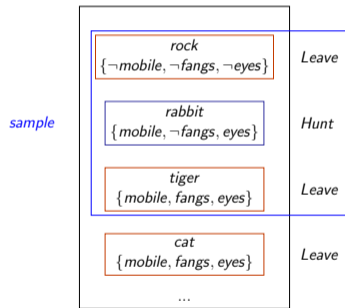 rock
{¬mobile, ¬fangs, ¬eyes}
Leave
sample
rabbit
{mobile, ¬fangs, eyes}
Hunt
tiger
{mobile, fangs, eyes}
Leave
cat
{mobile, fangs, eyes}
Leave
...